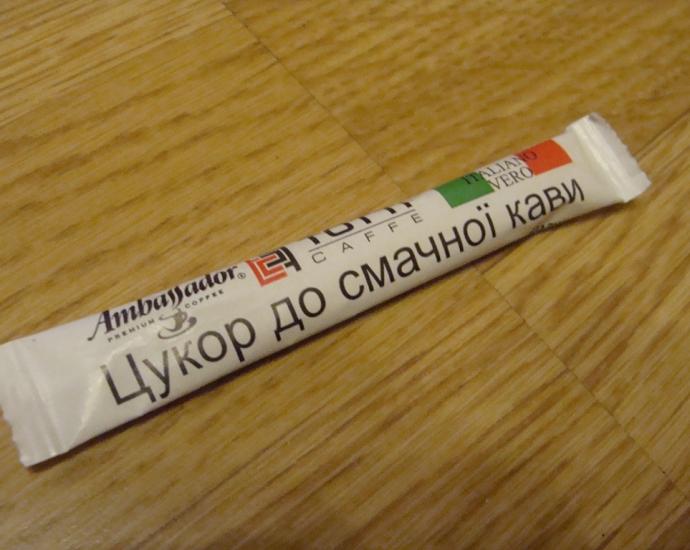 Ambassador®
PREMIUM COFFEE
CAFFE
ITALIANO
VERO
Цукор до смачної кави